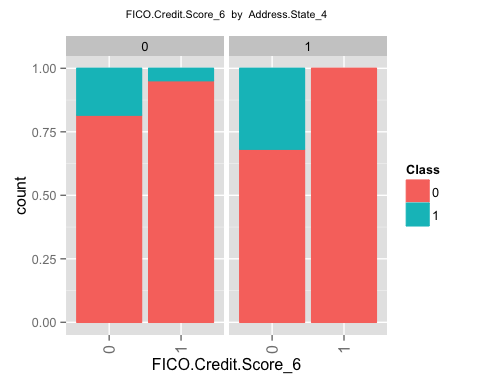 FICO.Credit.Score_6 by Address.State_4
0 1
1.00
0.75
0.50
0.25
0.00
count
0 1 0 1
FICO.Credit.Score_6
Class
0
1